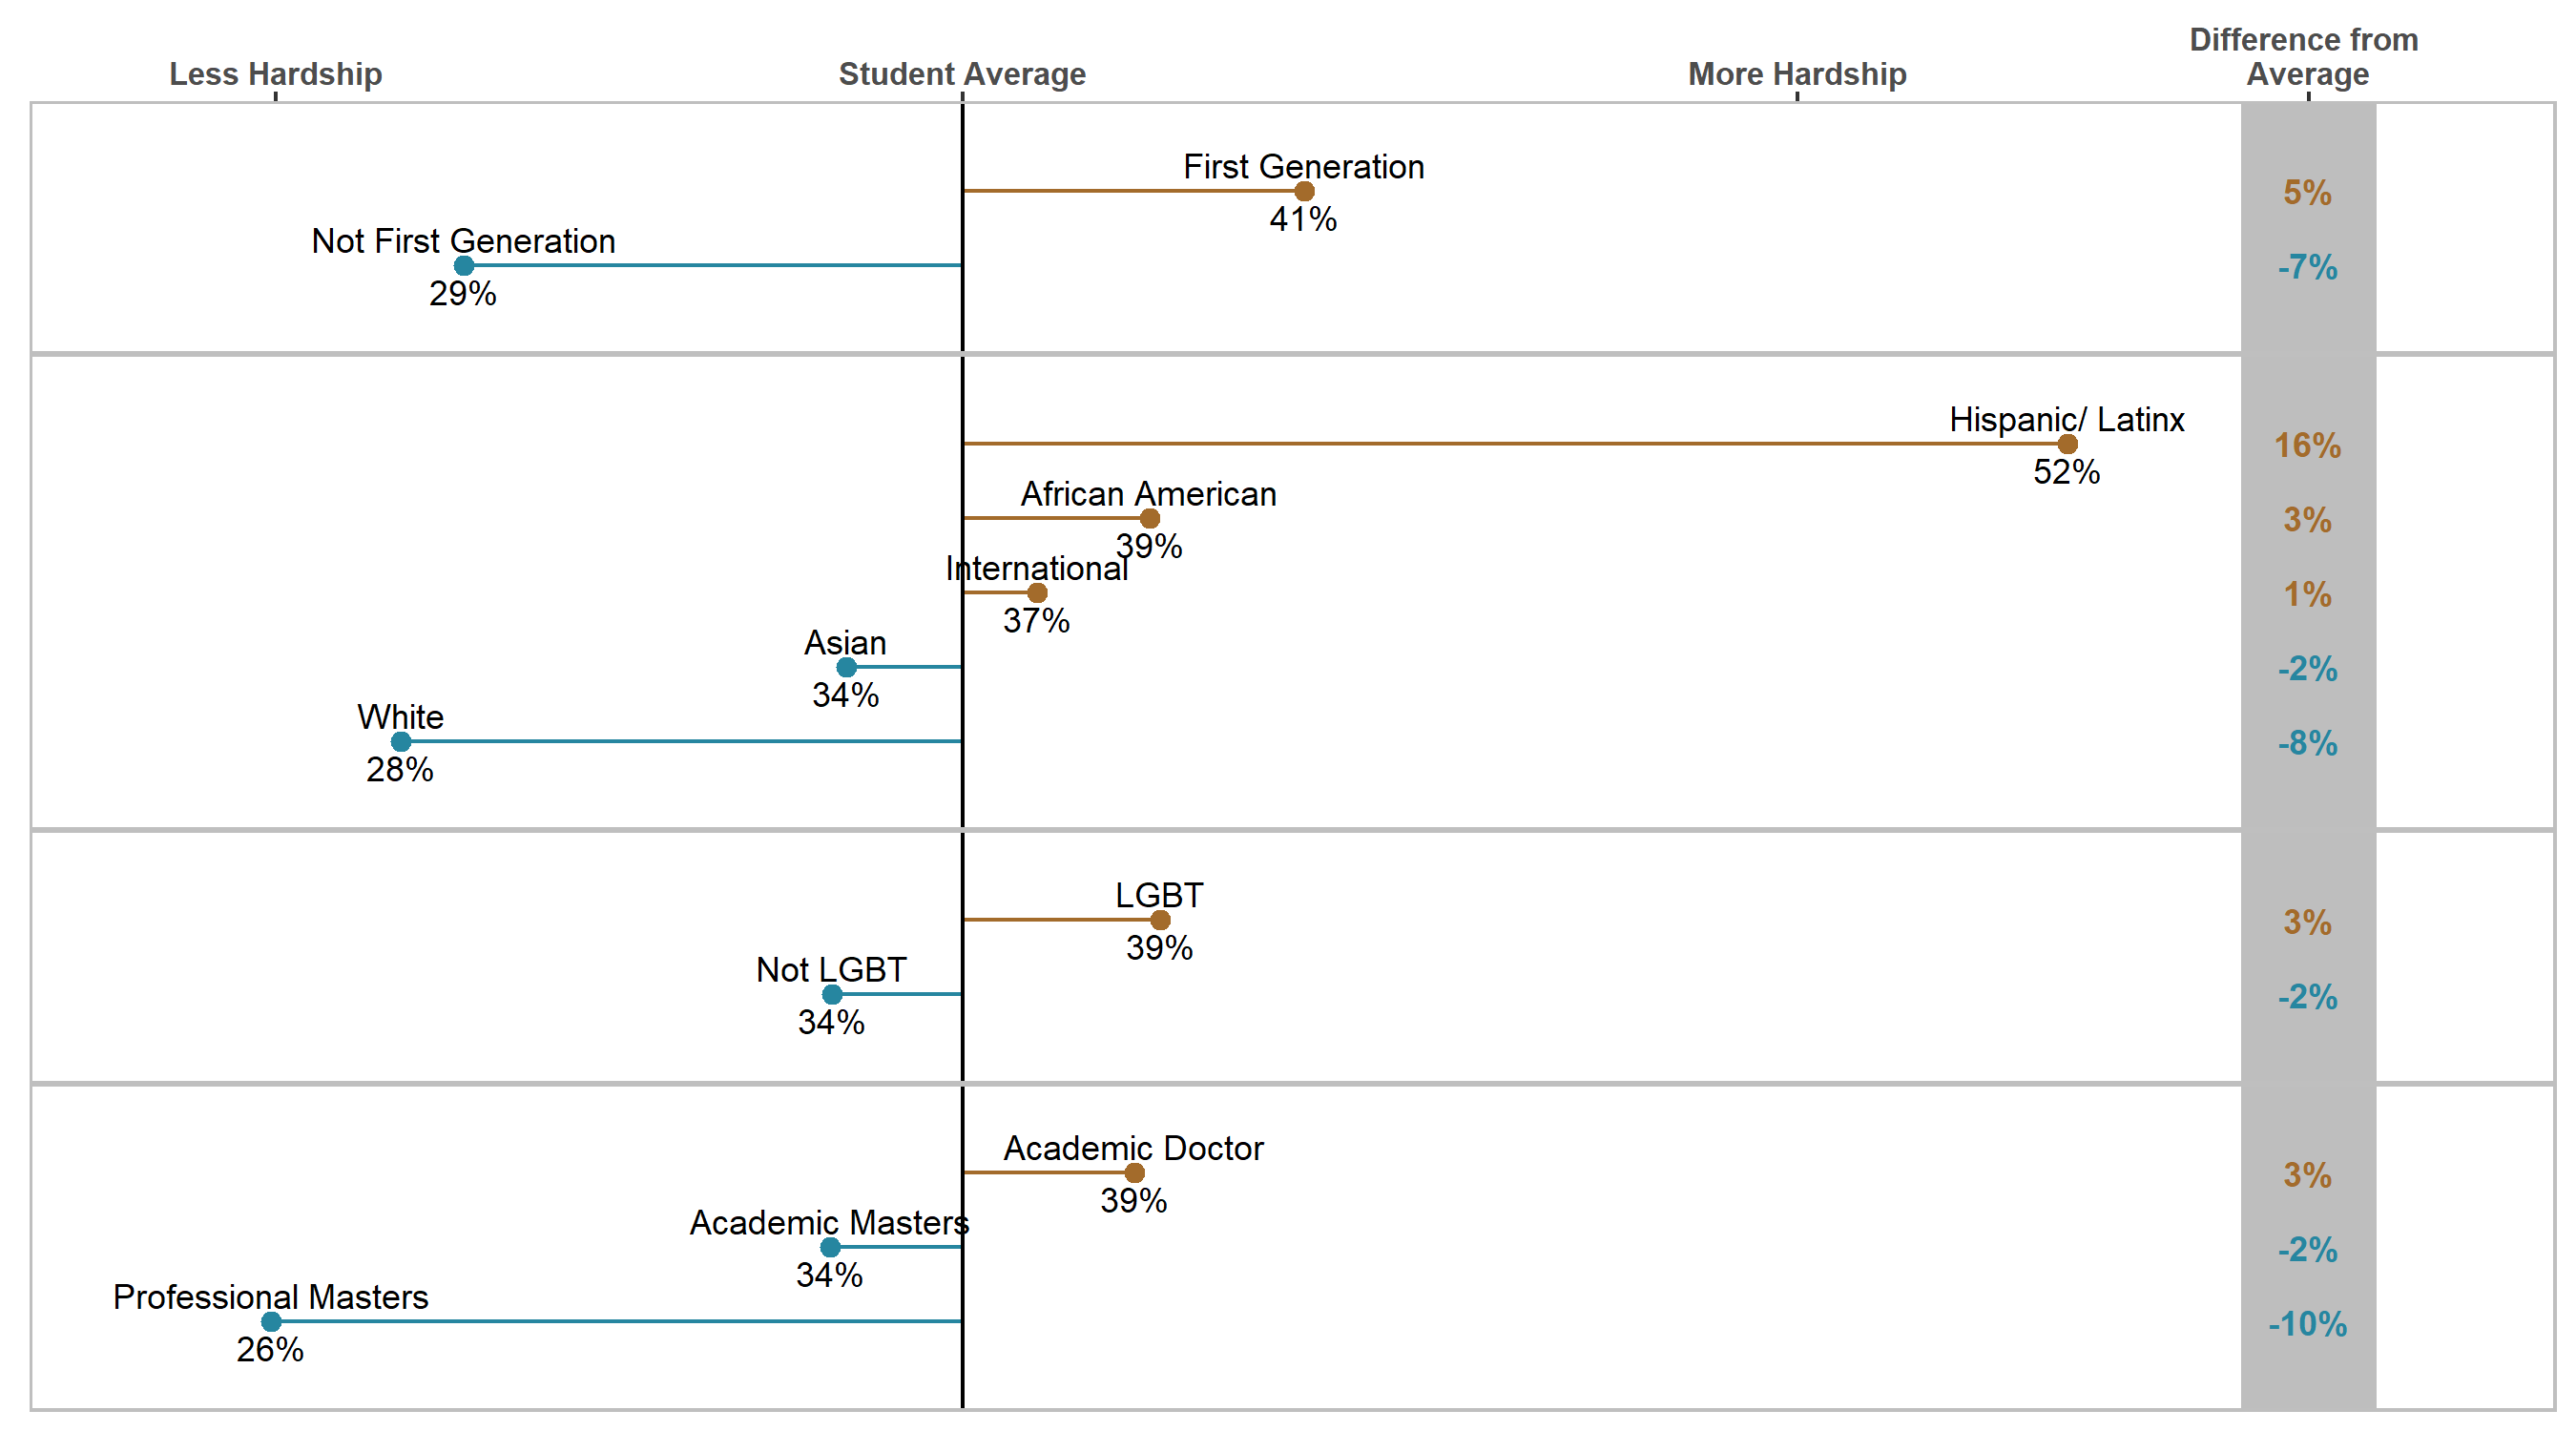 Less Hardship
Student Average
More Hardship
Difference from
Average
First Generation
41%
5%
Not First Generation
29%
-7%
Hispanic/ Latinx
52%
16%
African American
39%
3%
International
37%
1%
Asian
34%
-2%
White
28%
-8%
LGBT
39%
3%
Not LGBT
34%
-2%
Academic Doctor
39%
3%
Academic Masters
34%
-2%
Professional Masters
26%
-10%